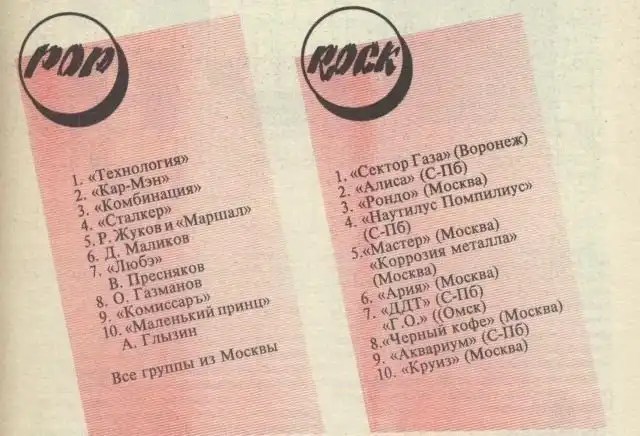 POP
1. «Технология»
2. «Кар-Мэн»
3. «Комбинация»
4. «Сталкер»
5. Р. Жуков и «Маршал»
6. Д. Маликов
7. «Любэ»
В. Пресняков
8. О. Газманов
9. «Комиссаръ»
10. «Маленький принц»
А. Глызин
Все группы из Москвы
ROCK
1. «Сектор Газа» (Воронеж)
2. «Алиса» (С-Пб)
3. «Рондо» (Москва)
4. «Наутилус Помпилиус»
(С-Пб)
5.«Мастер» (Москва)
«Коррозия металла»
(Москва)
6. «Ария» (Москва)
7. «ДДТ» (С-Пб)
«Г.О.» ((Омск)
8.«Черный кофе» (Москва)
9. «Аквариум» (С-Пб)
10. «Круиз» (Москва)